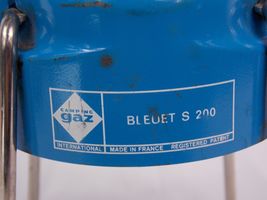 CAMPING
gaz
BLEUET S 200
INTERNATIONAL MADE IN FRANCE REGISTERED PATENT